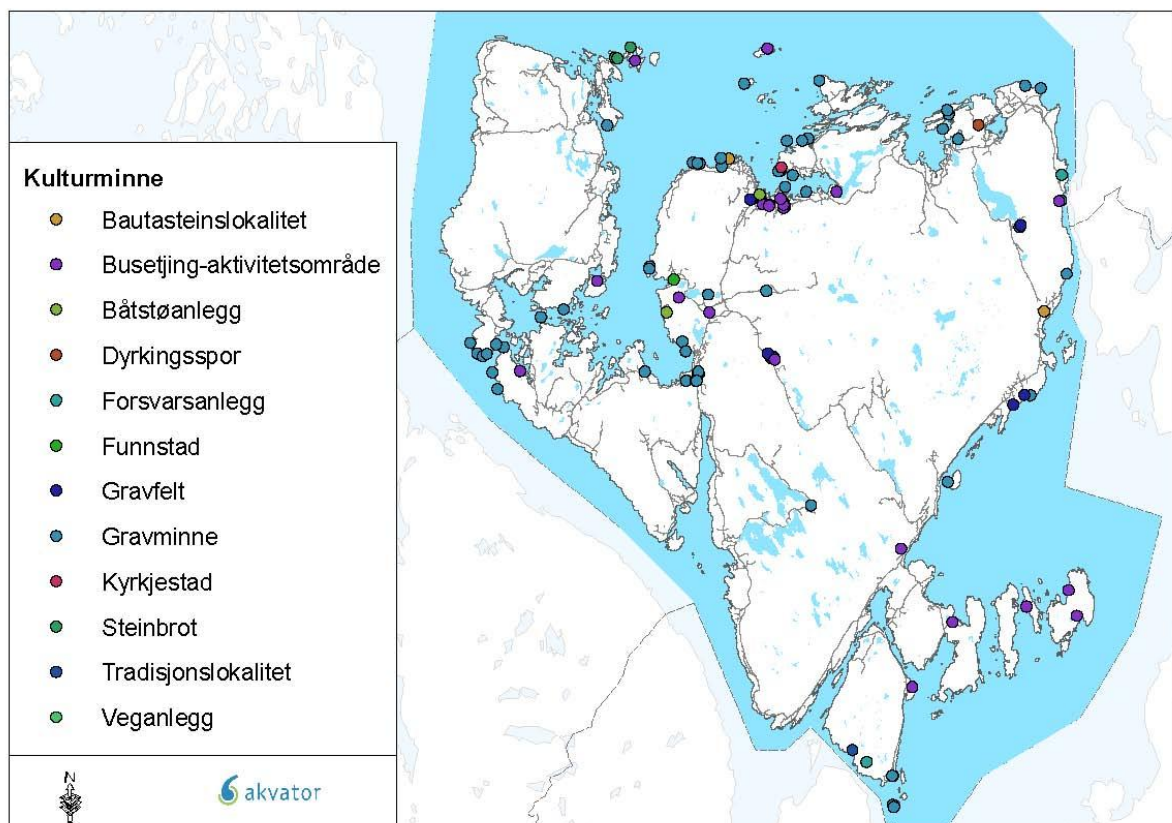 Kulturminne
Bautasteinslokalitet
Busetjing-aktivitetsområde
Båtstøanlegg
Dyrkingsspor
Forsvarsanlegg
Funnstad
Gravfelt
Gravminne
Kyrkjestad
Steinbrot
Tradisjonslokalitet
Veganlegg
N
akvator